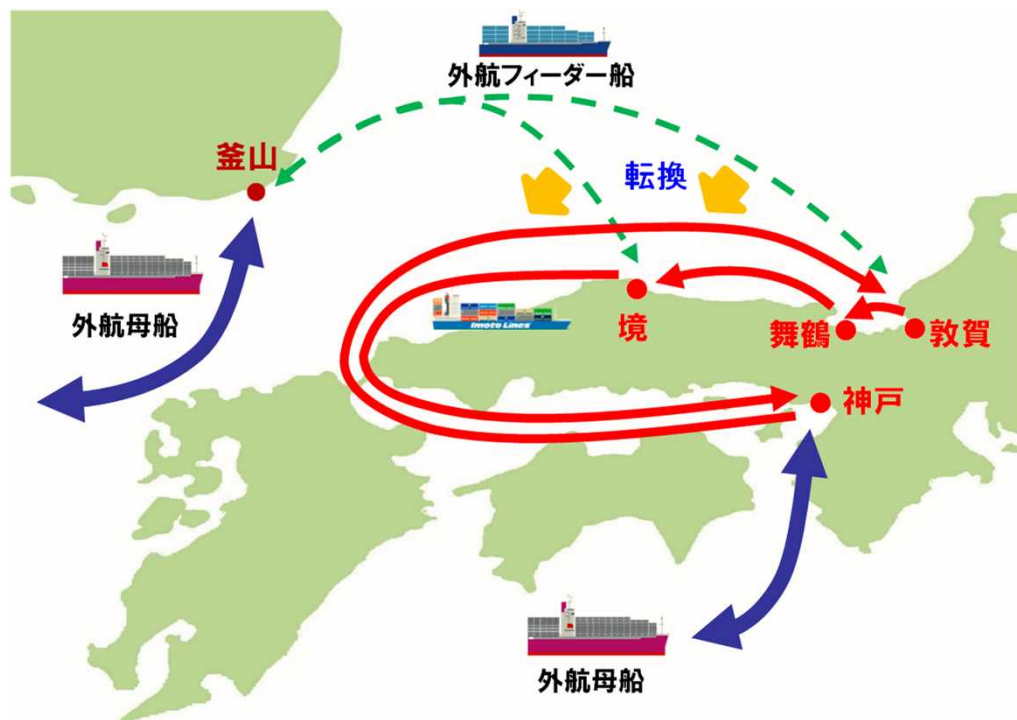 外航フィーダー船
釜山
転換
外航母船
Imoto Lines
境
舞鶴
敦賀
神戸
外航母船